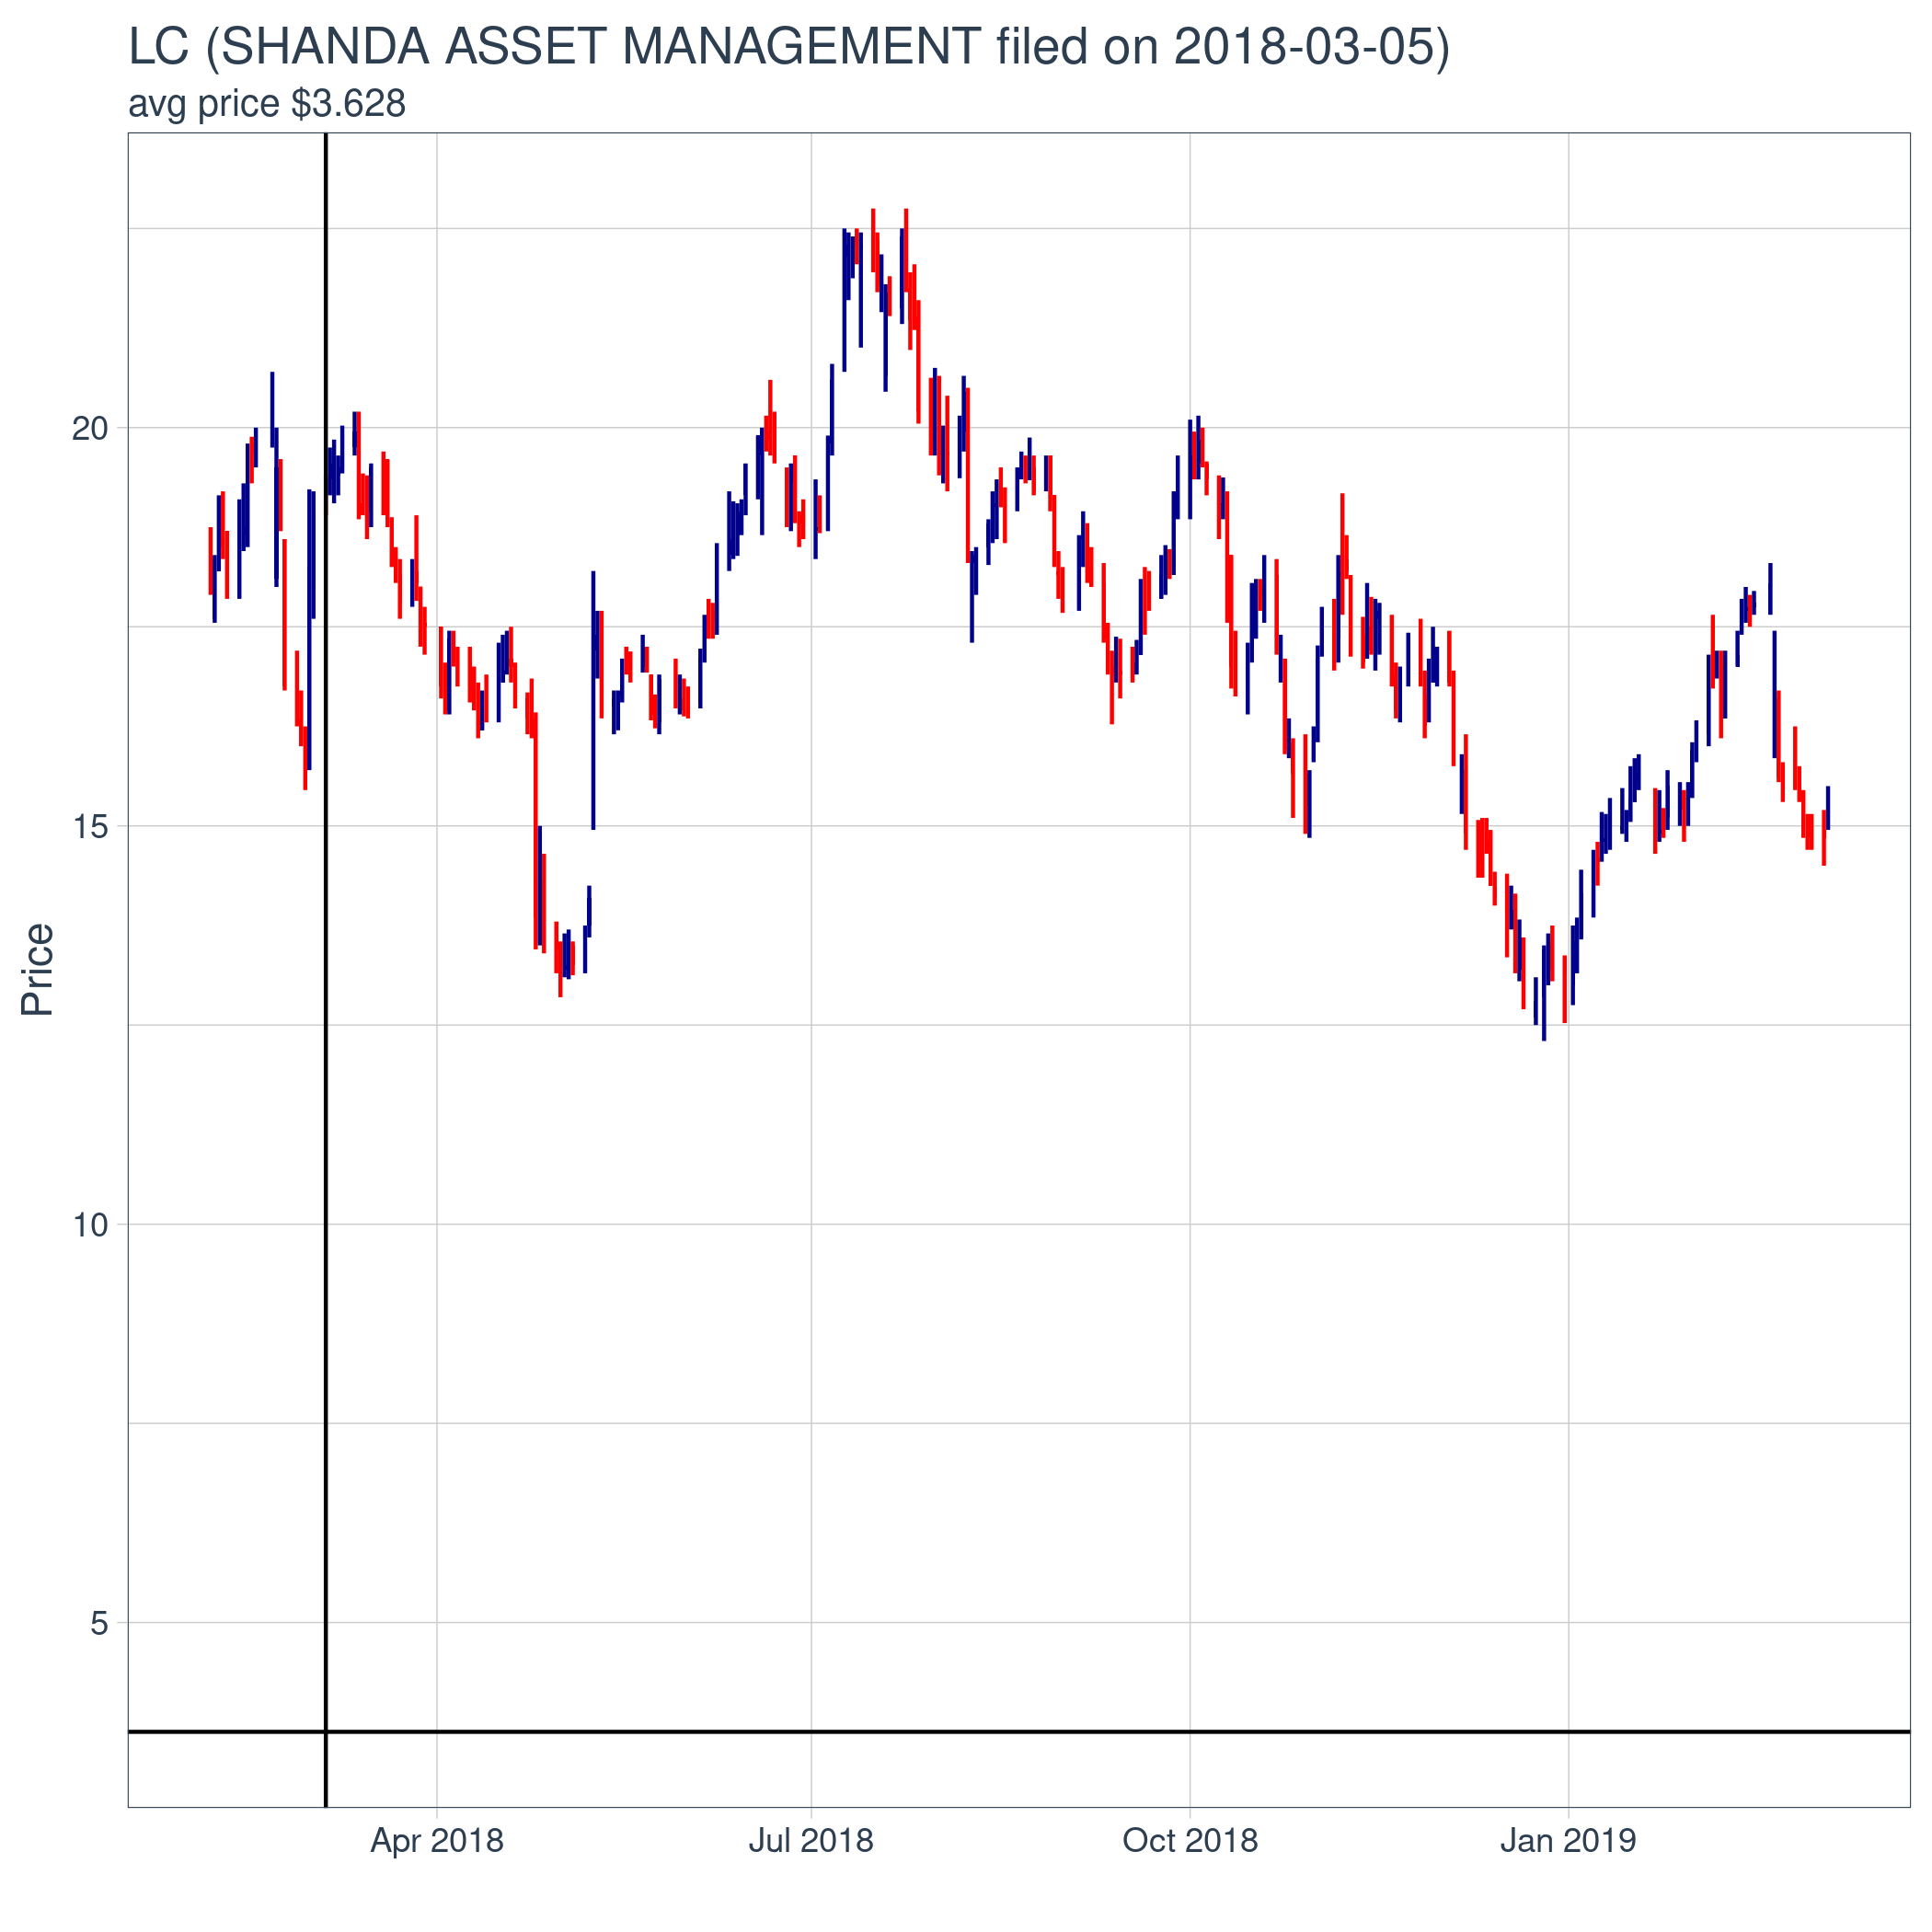 LC (SHANDA ASSET MANAGEMENT filed on 2018-03-05)
avg price $3.628
Price
20
15
10
5
Apr 2018
Jul 2018
Oct 2018
Jan 2019